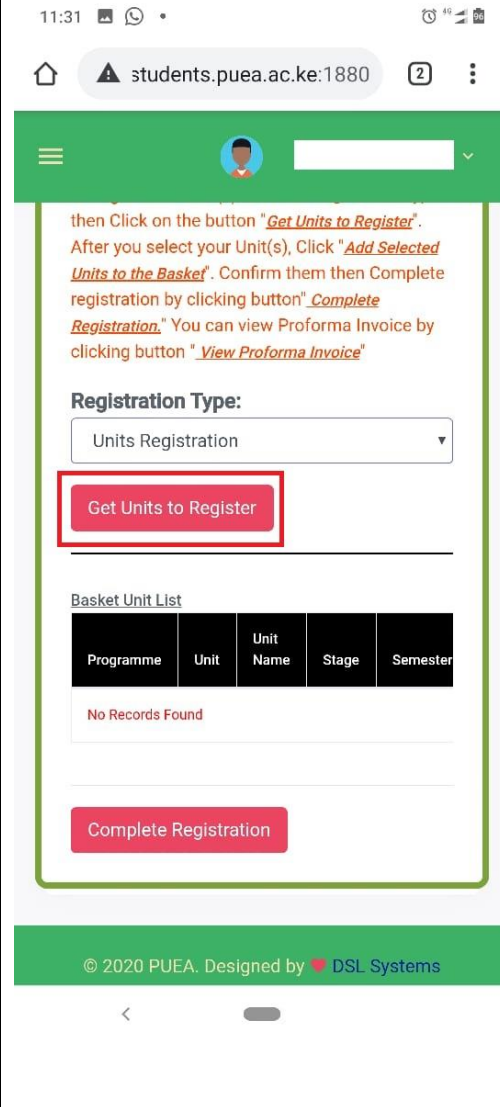 11:31
4G
96
students.puea.ac.ke:1880
2
then Click on the button "Get Units to Register".
After you select your Unit(s), Click "Add Selected
Units to the Basket". Confirm them then Complete
registration by clicking button" Complete
Registration." You can view Proforma Invoice by
clicking button " View Proforma Invoice"
Registration Type:
Units Registration
Get Units to Register
Basket Unit List
Programme Unit Unit Name Stage Semester
No Records Found
Complete Registration
© 2020 PUEA. Designed by ❤ DSL Systems